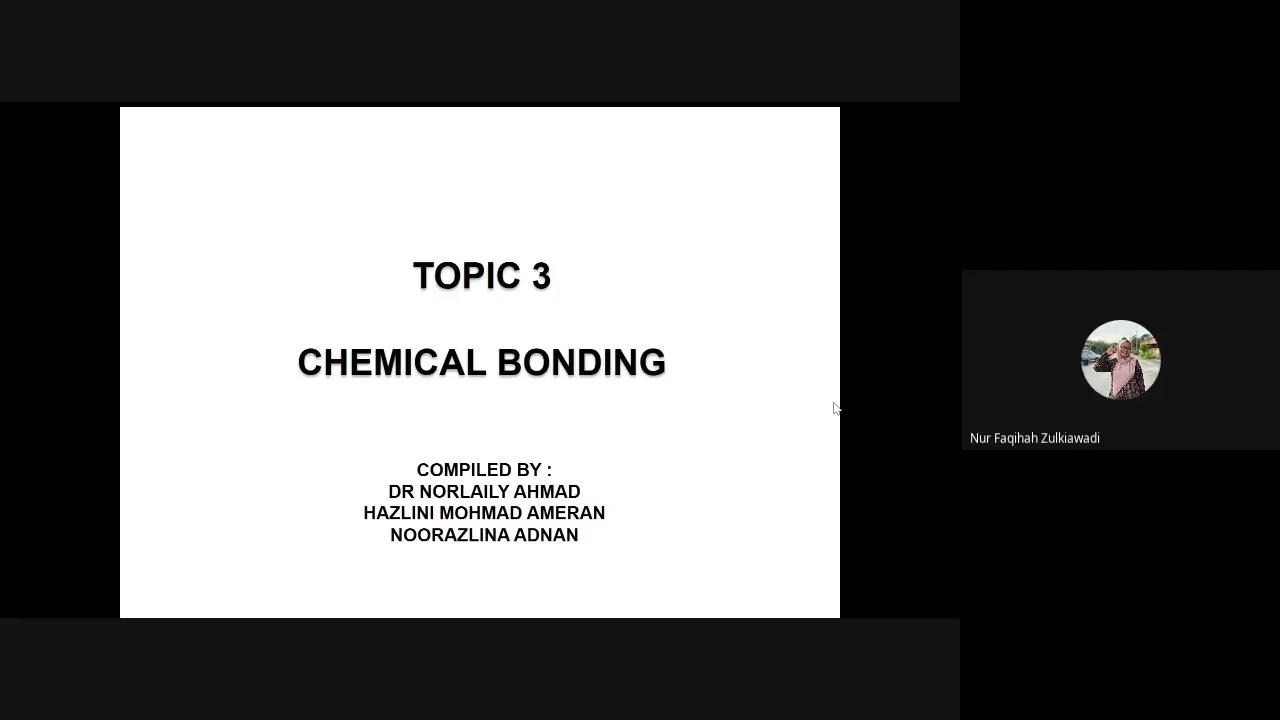 TOPIC 3
CHEMICAL BONDING
COMPILED BY :
DR NORLAILY AHMAD
HAZLINI MOHMAD AMERAN
NOORAZLINA ADNAN
Nur Faqihah Zulkiawadi